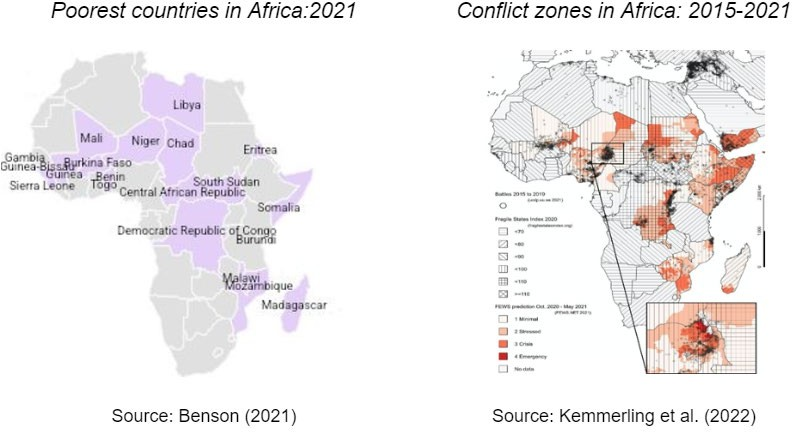 Poorest countries in Africa:2021
Conflict zones in Africa: 2015-2021
Libya
Mali
Niger
Chad
Eritrea
Gambia
Guinea-Bissau
Burkina Faso
Guinea
Benin
Sierra Leone
Togo
South Sudan
Central African Republic
Somalia
Democratic Republic of Congo
Burundi
Malawi
Mozambique
Madagascar
Battles 2015 to 2019
Fragile States Index 2020
<70
<80
<90
<100
<110
>=110
FEWS prediction Oct. 2020 - May 2021
1 Minimal
2 Stressed
3 Crisis
4 Emergency
No data
Source: Benson (2021)
Source: Kemmerling et al. (2022)